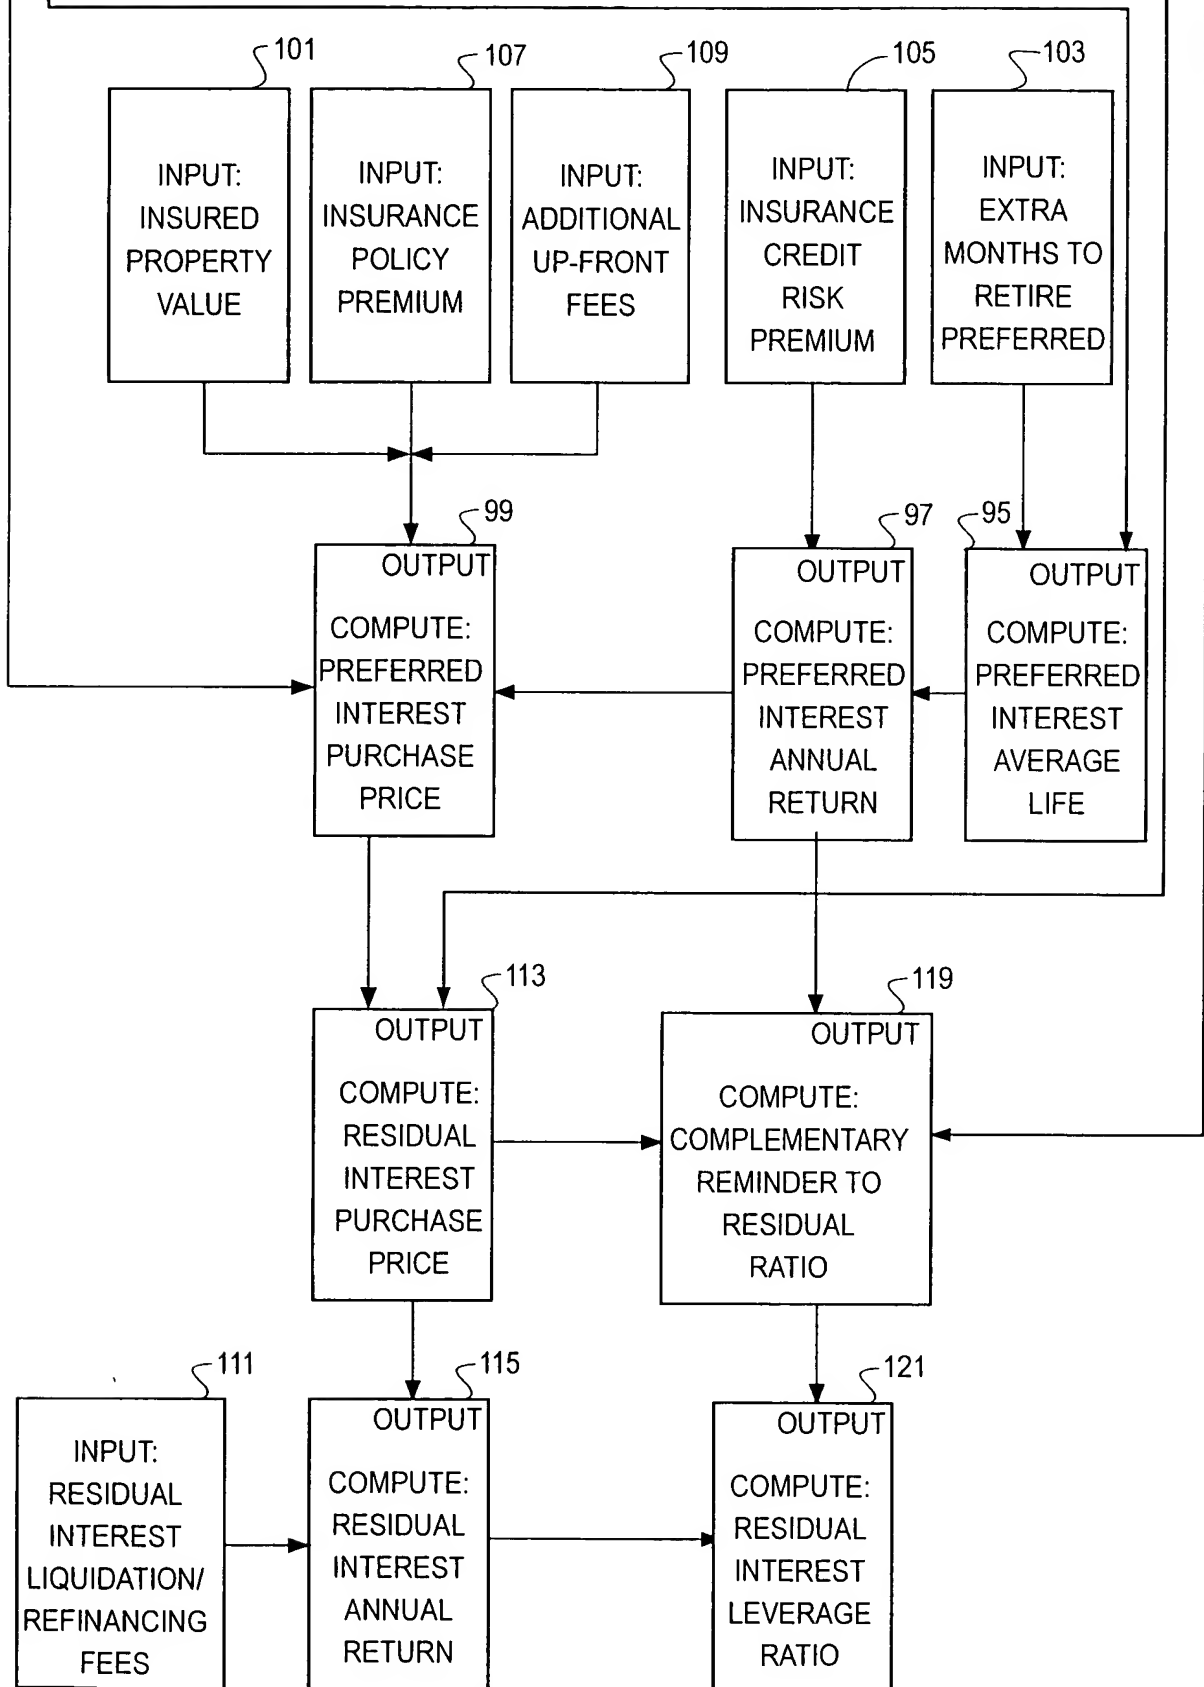 101
107
109
105
103
INPUT:
INSURED
PROPERTY
VALUE
INPUT:
INSURANCE
POLICY
PREMIUM
INPUT:
ADDITIONAL
UP-FRONT
FEES
INPUT:
INSURANCE
CREDIT
RISK
PREMIUM
INPUT:
EXTRA
MONTHS TO
RETIRE
PREFERRED
99
OUTPUT
COMPUTE:
PREFERRED
INTEREST
PURCHASE
PRICE
97
OUTPUT
COMPUTE:
PREFERRED
INTEREST
ANNUAL
RETURN
95
OUTPUT
COMPUTE:
PREFERRED
INTEREST
AVERAGE
LIFE
113
OUTPUT
COMPUTE:
RESIDUAL
INTEREST
PURCHASE
PRICE
119
OUTPUT
COMPUTE:
COMPLEMENTARY
REMINDER TO
RESIDUAL
RATIO
111
INPUT:
RESIDUAL
INTEREST
LIQUIDATION/
REFINANCING
FEES
115
OUTPUT
COMPUTE:
RESIDUAL
INTEREST
ANNUAL
RETURN
121
OUTPUT
COMPUTE:
RESIDUAL
INTEREST
LEVERAGE
RATIO